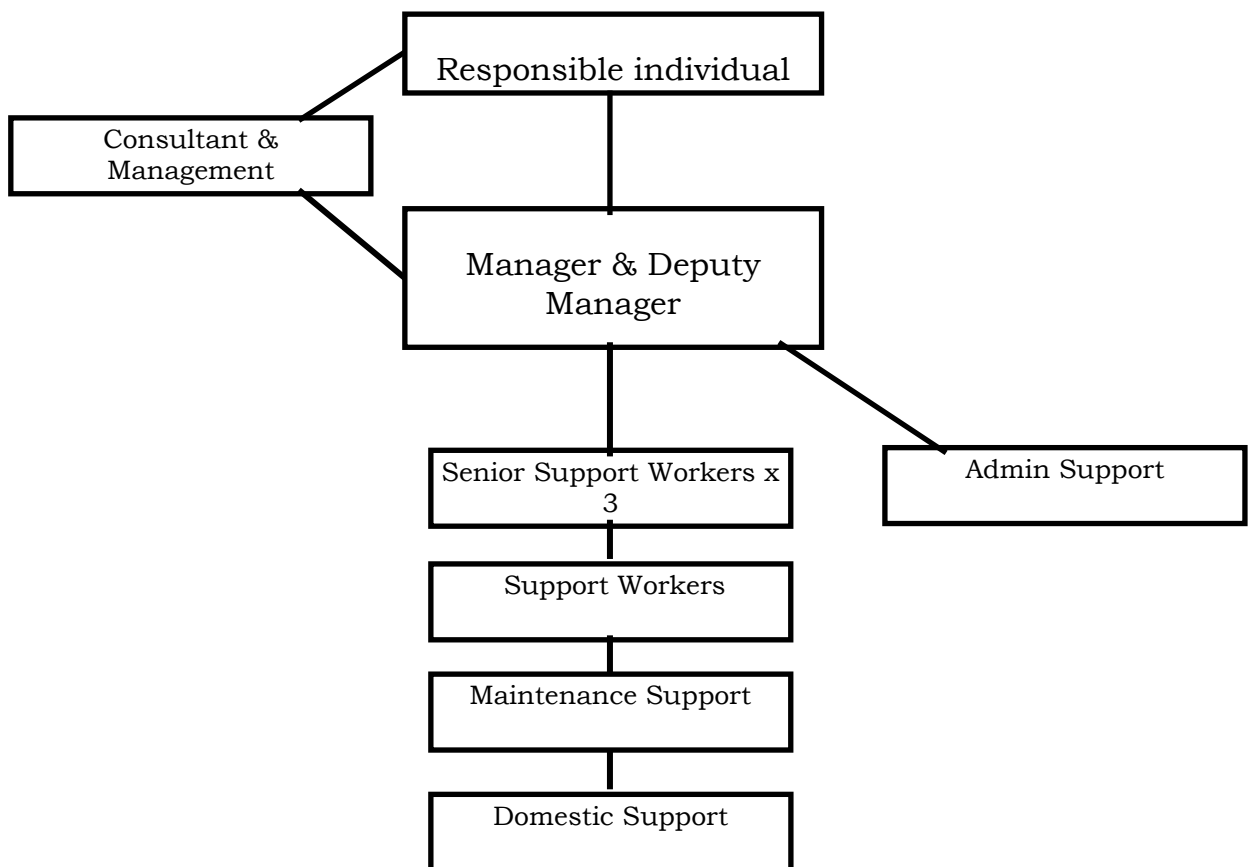 Responsible individual
Consultant &
Management
Manager & Deputy
Manager
Senior Support Workers x
3
Admin Support
Support Workers
Maintenance Support
Domestic Support